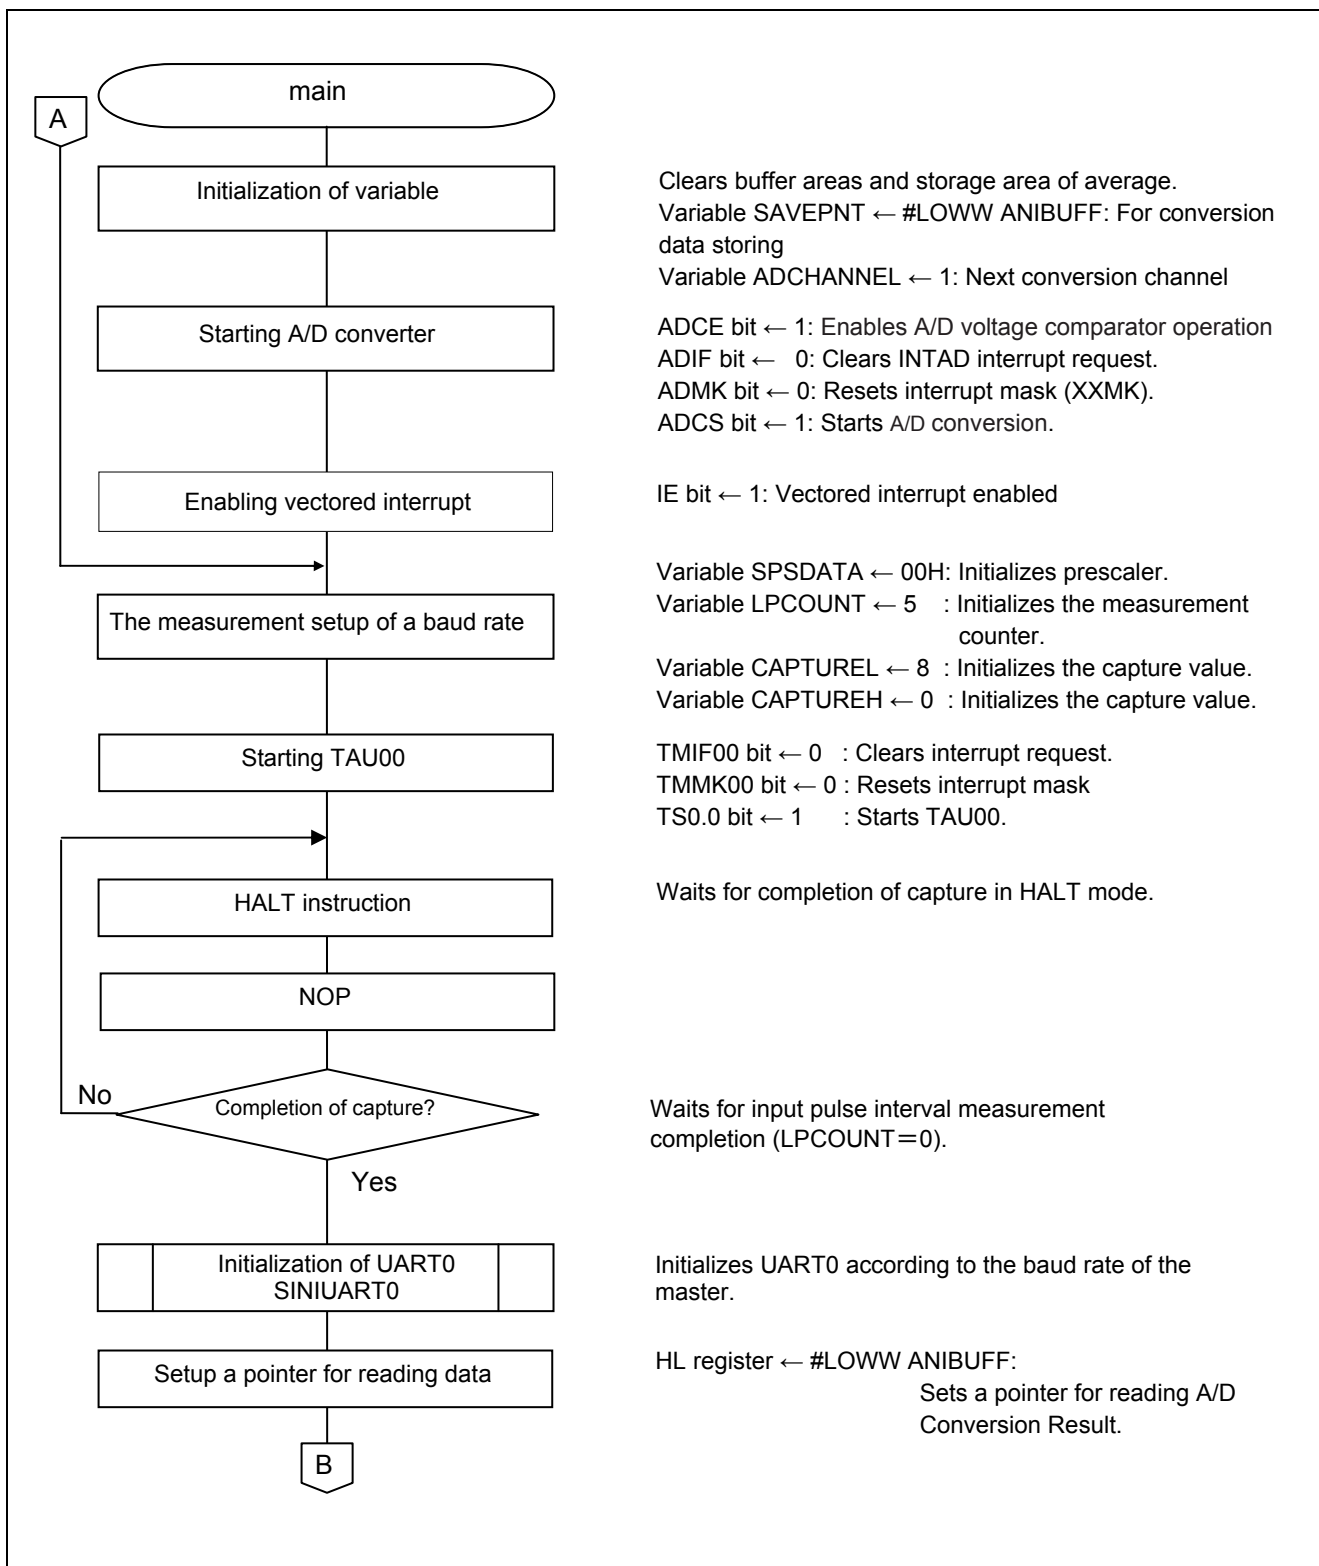 main
A
Initialization of variable
Clears buffer areas and storage area of average.
Variable SAVEPNT ← #LOWW ANIBUFF: For conversion
data storing
Variable ADCHANNEL ← 1: Next conversion channel
Starting A/D converter
ADCE bit ← 1: Enables A/D voltage comparator operation
ADIF bit ← 0: Clears INTAD interrupt request.
ADMK bit ← 0: Resets interrupt mask (XXMK).
ADCS bit ← 1: Starts A/D conversion.
Enabling vectored interrupt
IE bit ← 1: Vectored interrupt enabled
The measurement setup of a baud rate
Variable SPSDATA ← 00H: Initializes prescaler.
Variable LPCOUNT ← 5 : Initializes the measurement
counter.
Variable CAPTUREL ← 8 : Initializes the capture value.
Variable CAPTUREH ← 0 : Initializes the capture value.
Starting TAU00
TMIF00 bit ← 0 : Clears interrupt request.
TMMK00 bit ← 0 : Resets interrupt mask
TS0.0 bit ← 1 : Starts TAU00.
HALT instruction
Waits for completion of capture in HALT mode.
NOP
No
Completion of capture?
Waits for input pulse interval measurement
completion (LPCOUNT＝0).
Yes
Initialization of UART0
SINIUART0
Initializes UART0 according to the baud rate of the
master.
Setup a pointer for reading data
HL register ← #LOWW ANIBUFF:
Sets a pointer for reading A/D
Conversion Result.
B